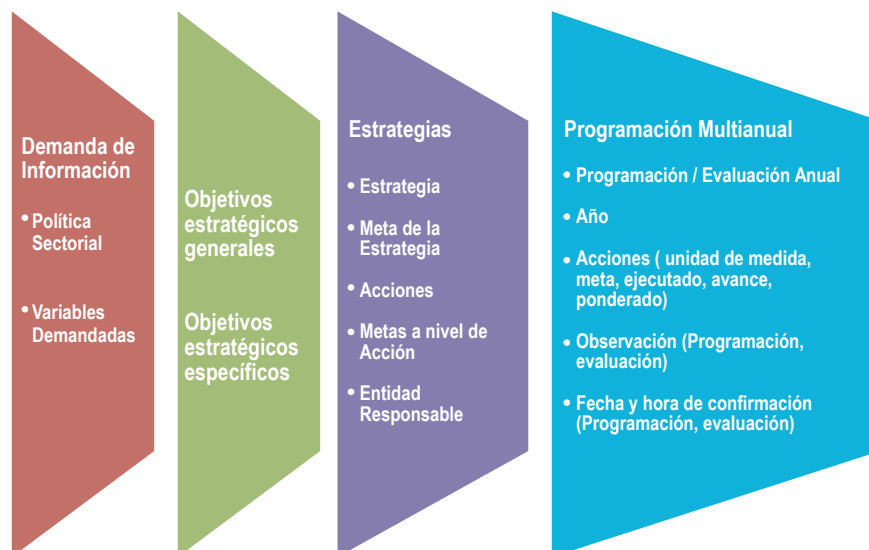 Demanda de
Información
• Política
Sectorial
• Variables
Demandadas
Objetivos
estratégicos
generales
Objetivos
estratégicos
específicos
Estrategias
• Estrategia
• Meta de la
Estrategia
• Acciones
• Metas a nivel de
Acción
• Entidad
Responsable
Programación Multianual
• Programación / Evaluación Anual
• Año
• Acciones ( unidad de medida,
meta, ejecutado, avance,
ponderado)
• Observación (Programación,
evaluación)
• Fecha y hora de confirmación
(Programación, evaluación)